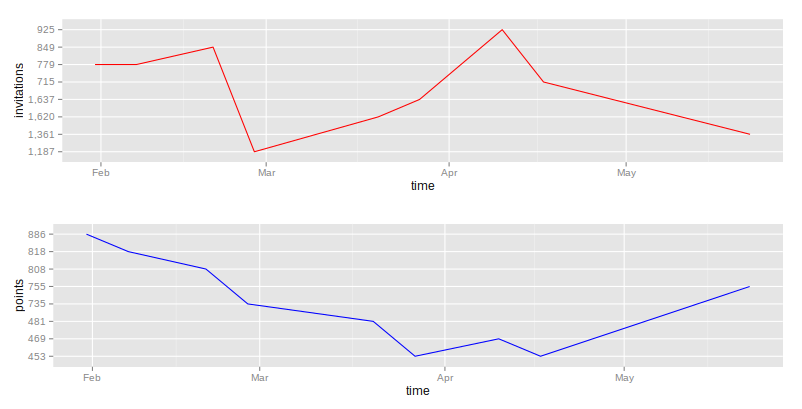 925
849
779
715
1,637
1,620
1,361
1,187
invitations
Feb Mar Apr May
time
886
818
808
755
735
481
469
453
points
Feb Mar Apr May
time